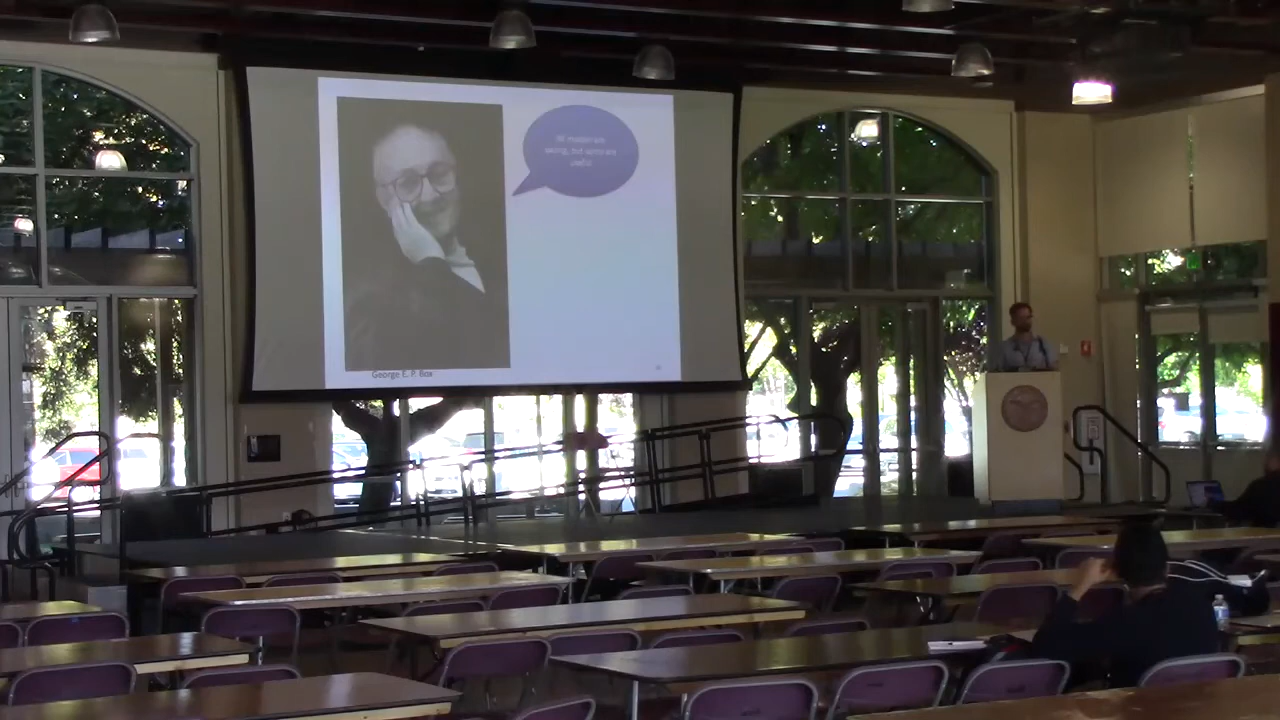 All models are
wrong, but some are
useful
George E. P. Box